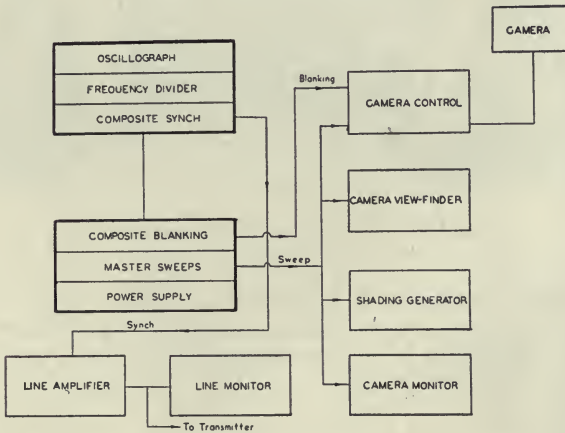 CAMERA
OSCILLOGRAPH
FREQUENCY DIVIDER
COMPOSITE SYNCH
Blanking
CAMERA CONTROL
CAMERA VIEW-FINDER
COMPOSITE BLANKING
MASTER SWEEPS
POWER SUPPLY
Sweep
SHADING GENERATOR
Synch
LINE AMPLIFIER
LINE MONITOR
CAMERA MONITOR
To Transmitter